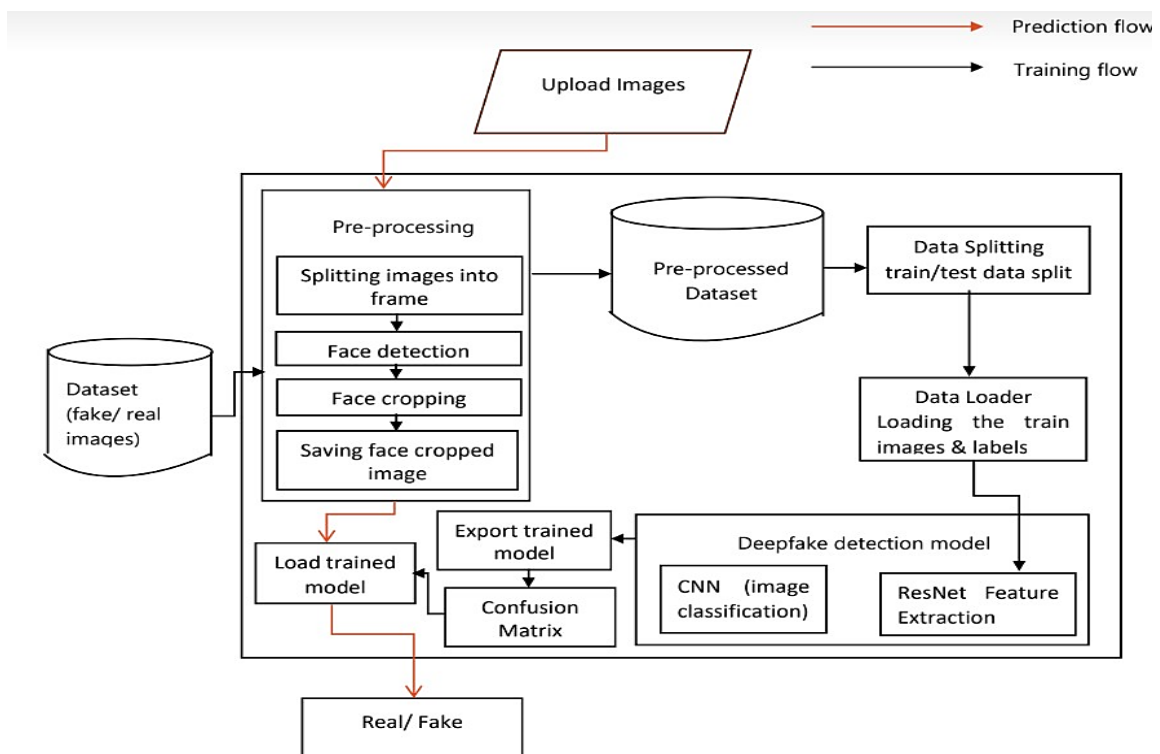 Prediction flow
Training flow
Upload Images
Pre-processing
Splitting images into
frame
Face detection
Face cropping
Saving face cropped
image
Pre-processed
Dataset
Data Splitting
train/test data split
Dataset
(fake/ real
images)
Data Loader
Loading the train
images & labels
Export trained
model
Load trained
model
Confusion
Matrix
Deepfake detection model
CNN (image
classification)
ResNet Feature
Extraction
Real/ Fake